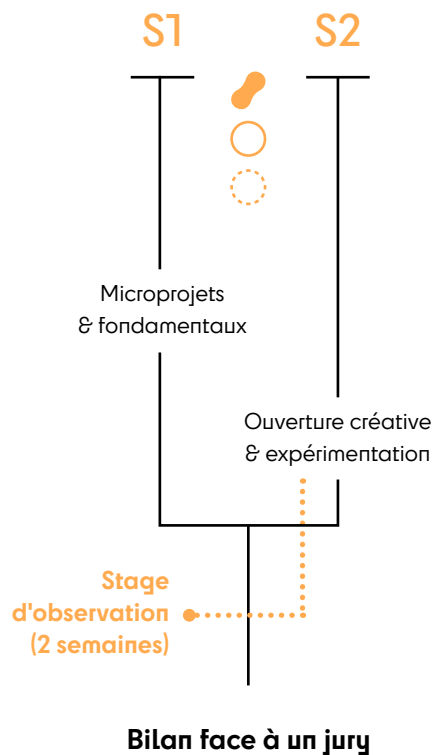 S1
S2
Microprojets
& fondamentaux
Ouverture créative
& expérimentation
Stage
d'observation
(2 semaines)
Bilan face à un jury